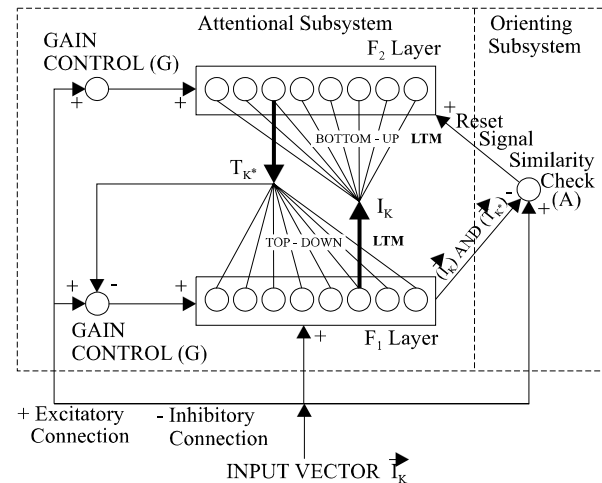 Attentional Subsystem
Orienting
Subsystem
GAIN
CONTROL (G)
F2 Layer
+
+
+
BOTTOM - UP LTM
Reset
Signal
Similarity
Check
(A)
TK*
IK
-
+
TOP - DOWN LTM
(IK) AND (TK*)
+
-
+
GAIN
CONTROL (G)
+
F1 Layer
+ Excitatory
Connection
- Inhibitory
Connection
INPUT VECTOR IK